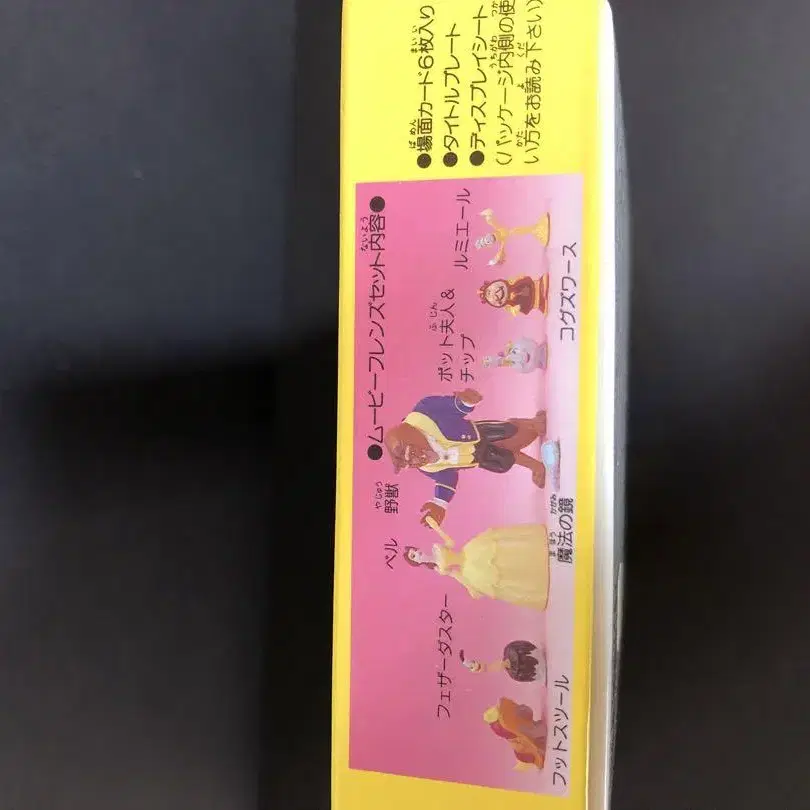 ●ムービーフレンズセット内容●
ベル
野獣
ポット夫人&
チップ
ルミエール
フェザーダスター
フットスツール
魔法の鏡
コグズワース
●場面カード6枚入り
●タイトルプレート
●ディスプレイシート
(パッケージ内側の使
い方をお読み下さい)